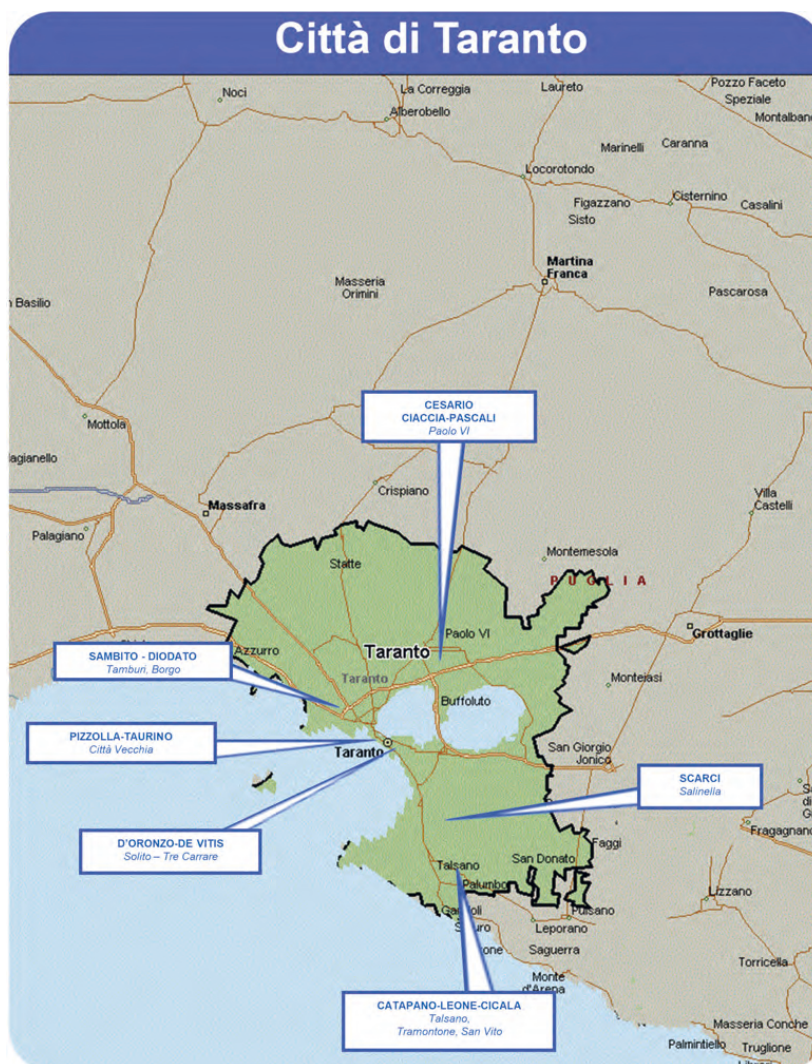 Città di Taranto
Noci
La Correggia
Laureto
Pozzo Faceto
Speziale
Montalbano
Alberobello
Marinelli
Caranna
Locorotondo
Figazzano
Sisto
Cisternino
Casalini
Martina
Franca
Masseria
Orimini
Basilio
Pascarosa
CESARIO
CIACCIA-PASCALI
Paolo VI
Mottola
lagianello
Crispiano
Massafra
Villa
Castelli
Palagiano
Statte
Montemesola
PUGLIA
Paolo VI
Grottaglie
Azzurro
Taranto
SAMBITO - DIODATO
Tamburi, Borgo
Taranto
Monteiasi
Buffoluto
PIZZOLLA-TAURINO
Città Vecchia
Taranto
San Giorgio
Jonico
SCARCI
Salinella
D'ORONZO-DE VITIS
Solito – Tre Carrare
Fragagnano
Faggi
Talsano
San Donato
Palumbo
Lizzano
Pulsano
Leporano
Saguerra
Torricella
Monte
d'Arena
CATAPANO-LEONE-CICALA
Talsano,
Tramontone, San Vito
Masseria Conche
Palmintiello
Truglione